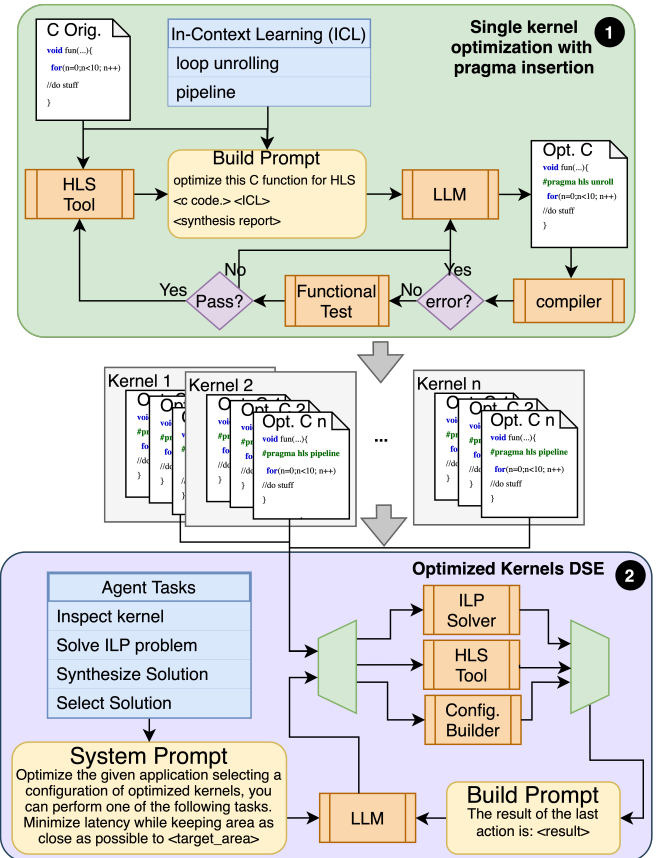 C Orig.
void fun(...){
for(n=0;n<10; n++)
//do stuff
}
In-Context Learning (ICL)
loop unrolling
pipeline
Single kernel
optimization with
pragma insertion
1
HLS
Tool
Build Prompt
optimize this C function for HLS
<c code.> <ICL>
<synthesis report>
LLM
Opt. C
void fun(...){
#pragma hls unroll
for(n=0;n<10; n++)
//do stuff
}
Yes
Pass?
No
Functional
Test
No
Yes
error?
compiler
Kernel 1
Kernel 2
Opt. C n
void fun(...){
#pragma hls pipeline
for(n=0;n<10; n++)
//do stuff
}
...
Kernel n
Opt. C n
void fun(...){
#pragma hls pipeline
for(n=0;n<10; n++)
//do stuff
}
Optimized Kernels DSE
2
Agent Tasks
Inspect kernel
Solve ILP problem
Synthesize Solution
Select Solution
ILP
Solver
HLS
Tool
Config.
Builder
System Prompt
Optimize the given application selecting a
configuration of optimized kernels, you
can perform one of the following tasks.
Minimize latency while keeping area as
close as possible to <target_area>
LLM
Build Prompt
The result of the last
action is: <result>